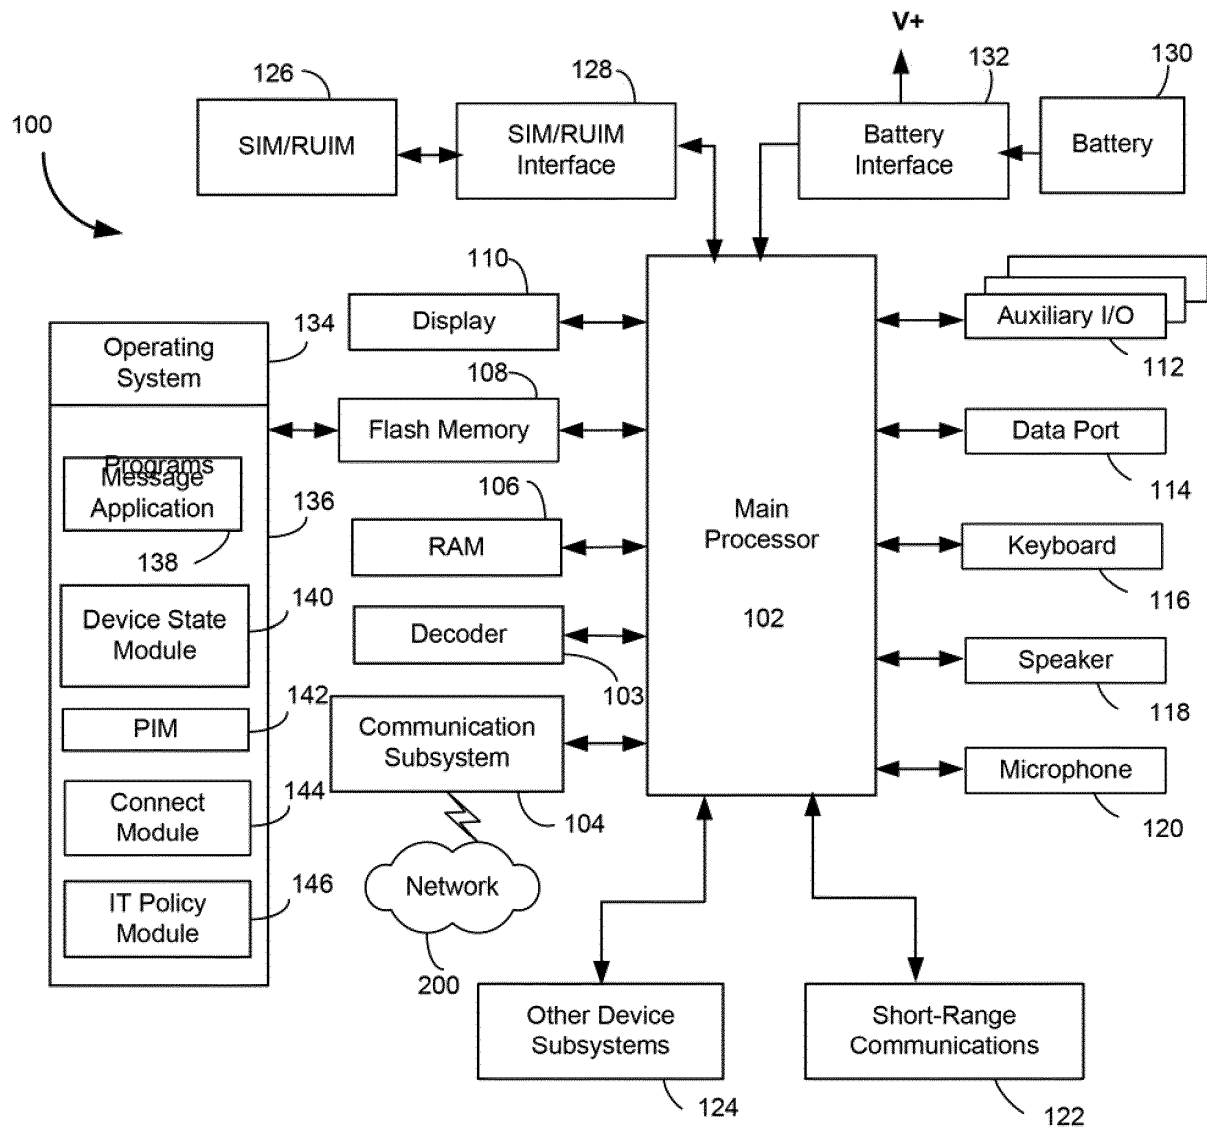 V+
126
128
132
130
100
SIM/RUIM
SIM/RUIM
Interface
Battery
Interface
Battery
110
Display
Auxiliary I/O
112
134
Operating
System
108
Flash Memory
Data Port
114
Programs
Message
Application
138
136
106
RAM
Main
Processor
102
Keyboard
116
Device State
Module
140
Decoder
103
Speaker
118
PIM
142
Communication
Subsystem
104
Microphone
120
Connect
Module
144
Network
200
IT Policy
Module
146
Other Device
Subsystems
124
Short-Range
Communications
122